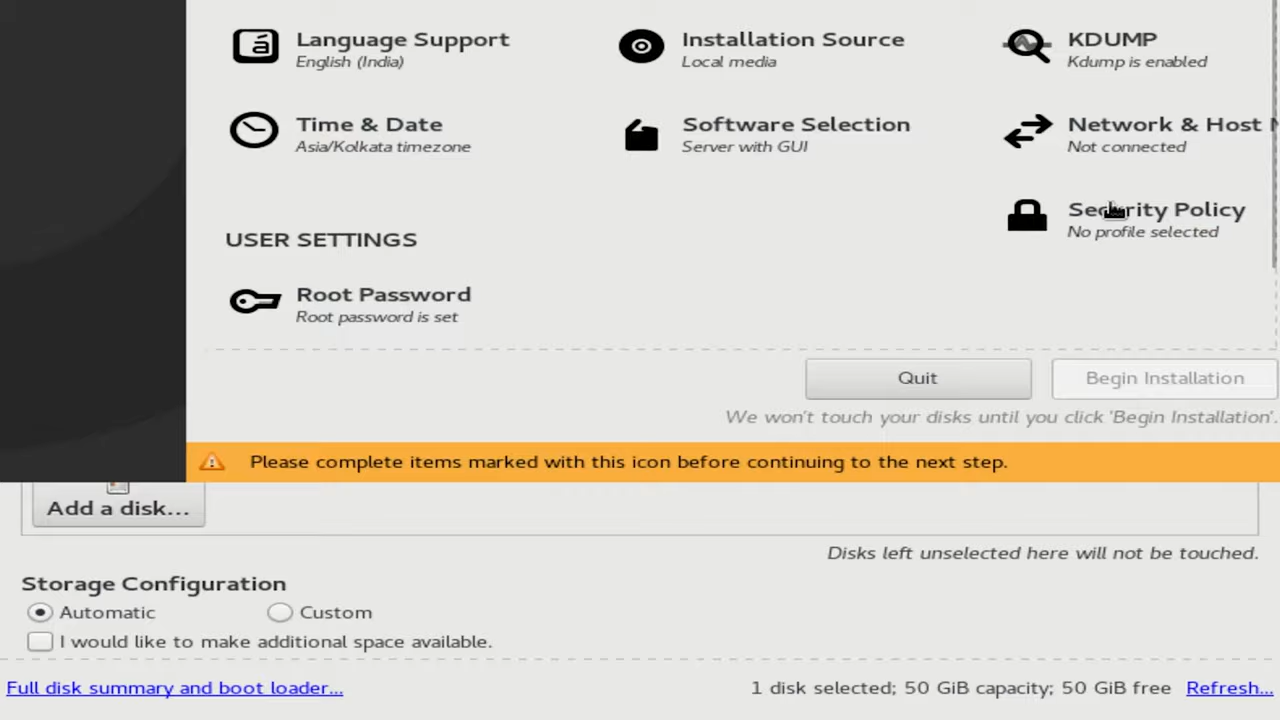 Language Support
English (India)
Installation Source
Local media
KDUMP
Kdump is enabled
Time & Date
Asia/Kolkata timezone
Software Selection
Server with GUI
Network & Host
Not connected
Security Policy
No profile selected
USER SETTINGS
Root Password
Root password is set
Quit
Begin Installation
We won't touch your disks until you click 'Begin Installation'.
Please complete items marked with this icon before continuing to the next step.
Add a disk...
Disks left unselected here will not be touched.
Storage Configuration
Automatic
Custom
I would like to make additional space available.
Full disk summary and boot loader...
1 disk selected; 50 GiB capacity; 50 GiB free
Refresh...